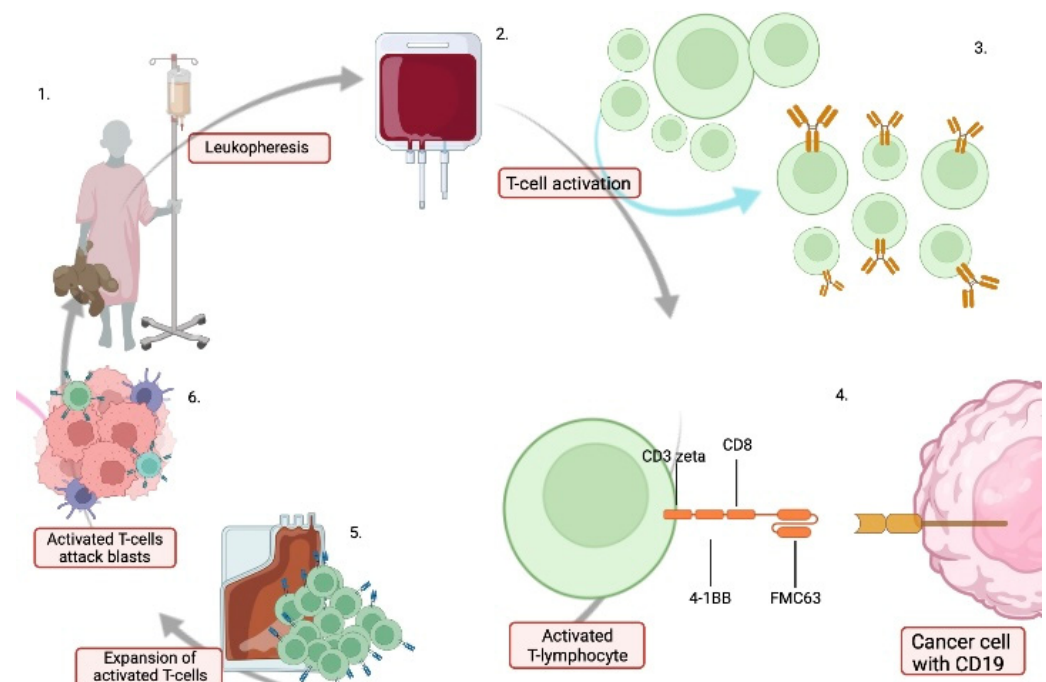 1.
Leukopheresis
2.
T-cell activation
3.
4.
CD3 zeta
CD8
4-1BB
FMC63
Activated
T-lymphocyte
Cancer cell
with CD19
5.
Expansion of
activated T-cells
6.
Activated T-cells
attack blasts